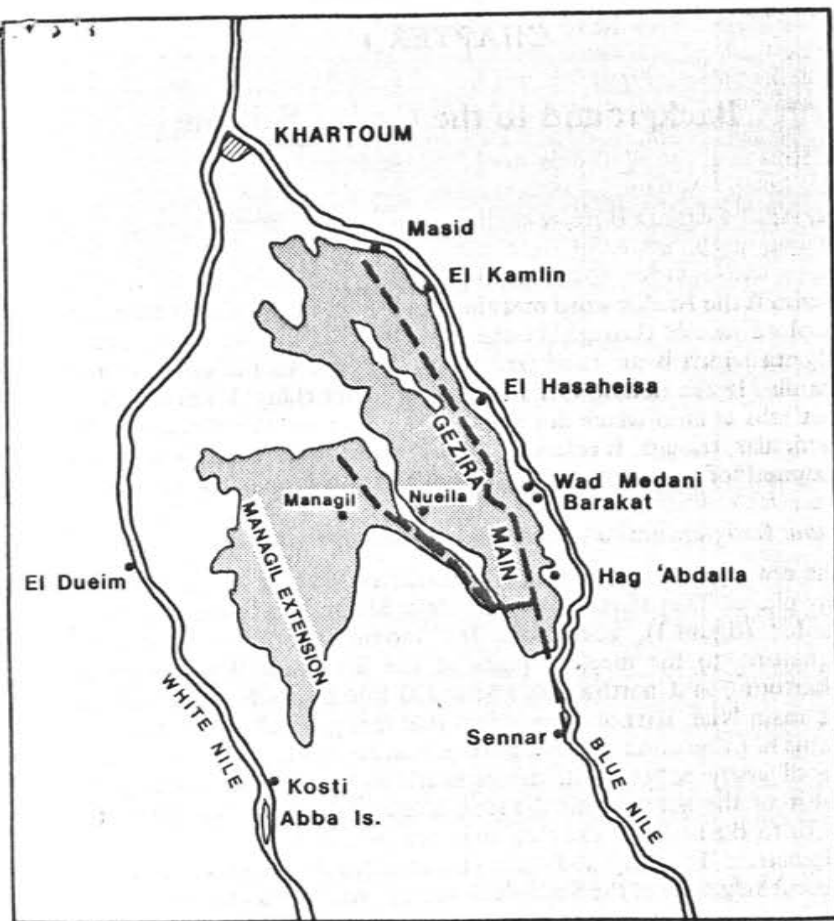 KHARTOUM
Masid
El Kamlin
El Hasaheisa
GEZIRA
Wad Medani
Barakat
Managil
Nueila
MAIN
Hag 'Abdalla
El Dueim
MANAGIL EXTENSION
WHITE NILE
Sennar
BLUE NILE
Kosti
Abba Is.